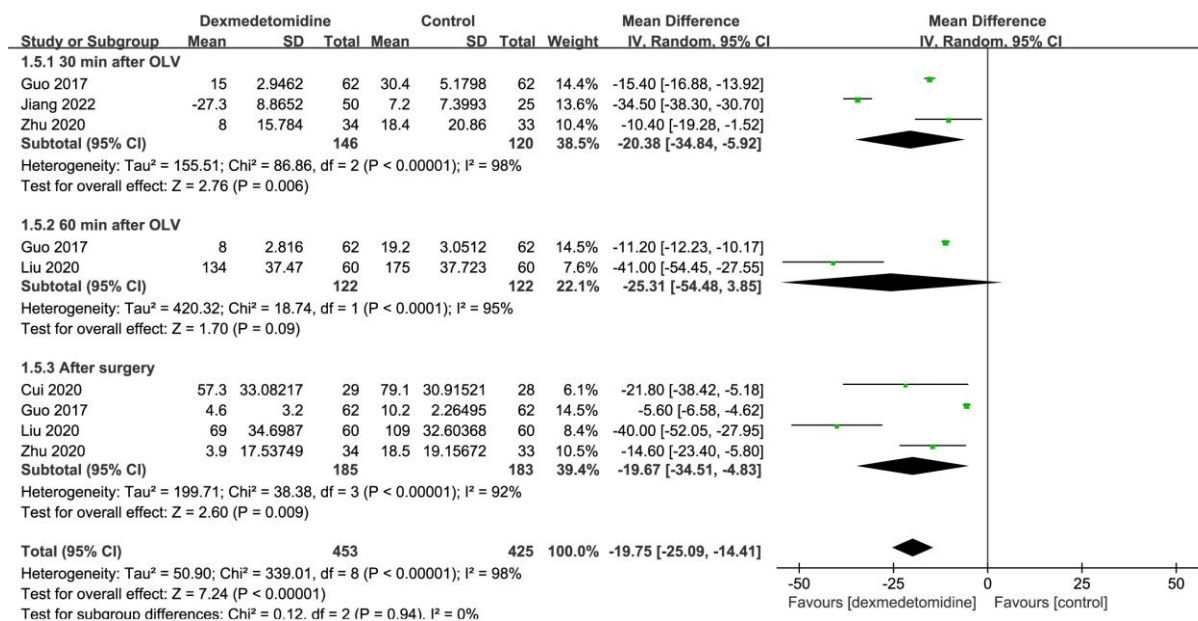 Dexmedetomidine Control Mean Difference Mean Difference
Study or Subgroup Mean SD Total Mean SD Total Weight IV, Random, 95% CI IV, Random, 95% CI
1.5.1 30 min after OLV
Guo 2017 15 2.9462 62 30.4 5.1798 62 14.4% -15.40 [-16.88, -13.92]
Jiang 2022 -27.3 8.8652 50 7.2 7.3993 25 13.6% -34.50 [-38.30, -30.70]
Zhu 2020 8 15.784 34 18.4 20.86 33 10.4% -10.40 [-19.28, -1.52]
Subtotal (95% CI) 146 120 38.5% -20.38 [-34.84, -5.92]
Heterogeneity: Tau² = 155.51; Chi² = 86.86, df = 2 (P < 0.00001); I² = 98%
Test for overall effect: Z = 2.76 (P = 0.006)
1.5.2 60 min after OLV
Guo 2017 8 2.816 62 19.2 3.0512 62 14.5% -11.20 [-12.23, -10.17]
Liu 2020 134 37.47 60 175 37.723 60 7.6% -41.00 [-54.45, -27.55]
Subtotal (95% CI) 122 122 22.1% -25.31 [-54.48, 3.85]
Heterogeneity: Tau² = 420.32; Chi² = 18.74, df = 1 (P < 0.0001); I² = 95%
Test for overall effect: Z = 1.70 (P = 0.09)
1.5.3 After surgery
Cui 2020 57.3 33.08217 29 79.1 30.91521 28 6.1% -21.80 [-38.42, -5.18]
Guo 2017 4.6 3.2 62 10.2 2.26495 62 14.5% -5.60 [-6.58, -4.62]
Liu 2020 69 34.6987 60 109 32.60368 60 8.4% -40.00 [-52.05, -27.95]
Zhu 2020 3.9 17.53749 34 18.5 19.15672 33 10.5% -14.60 [-23.40, -5.80]
Subtotal (95% CI) 185 183 39.4% -19.67 [-34.51, -4.83]
Heterogeneity: Tau² = 199.71; Chi² = 38.38, df = 3 (P < 0.00001); I² = 92%
Test for overall effect: Z = 2.60 (P = 0.009)
Total (95% CI) 453 425 100.0% -19.75 [-25.09, -14.41]
Heterogeneity: Tau² = 50.90; Chi² = 339.01, df = 8 (P < 0.00001); I² = 98%
Test for overall effect: Z = 7.24 (P < 0.00001)
Test for subgroup differences: Chi² = 0.12, df = 2 (P = 0.94), I² = 0%
-50 -25 0 25 50
Favours [dexmedetomidine] Favours [control]